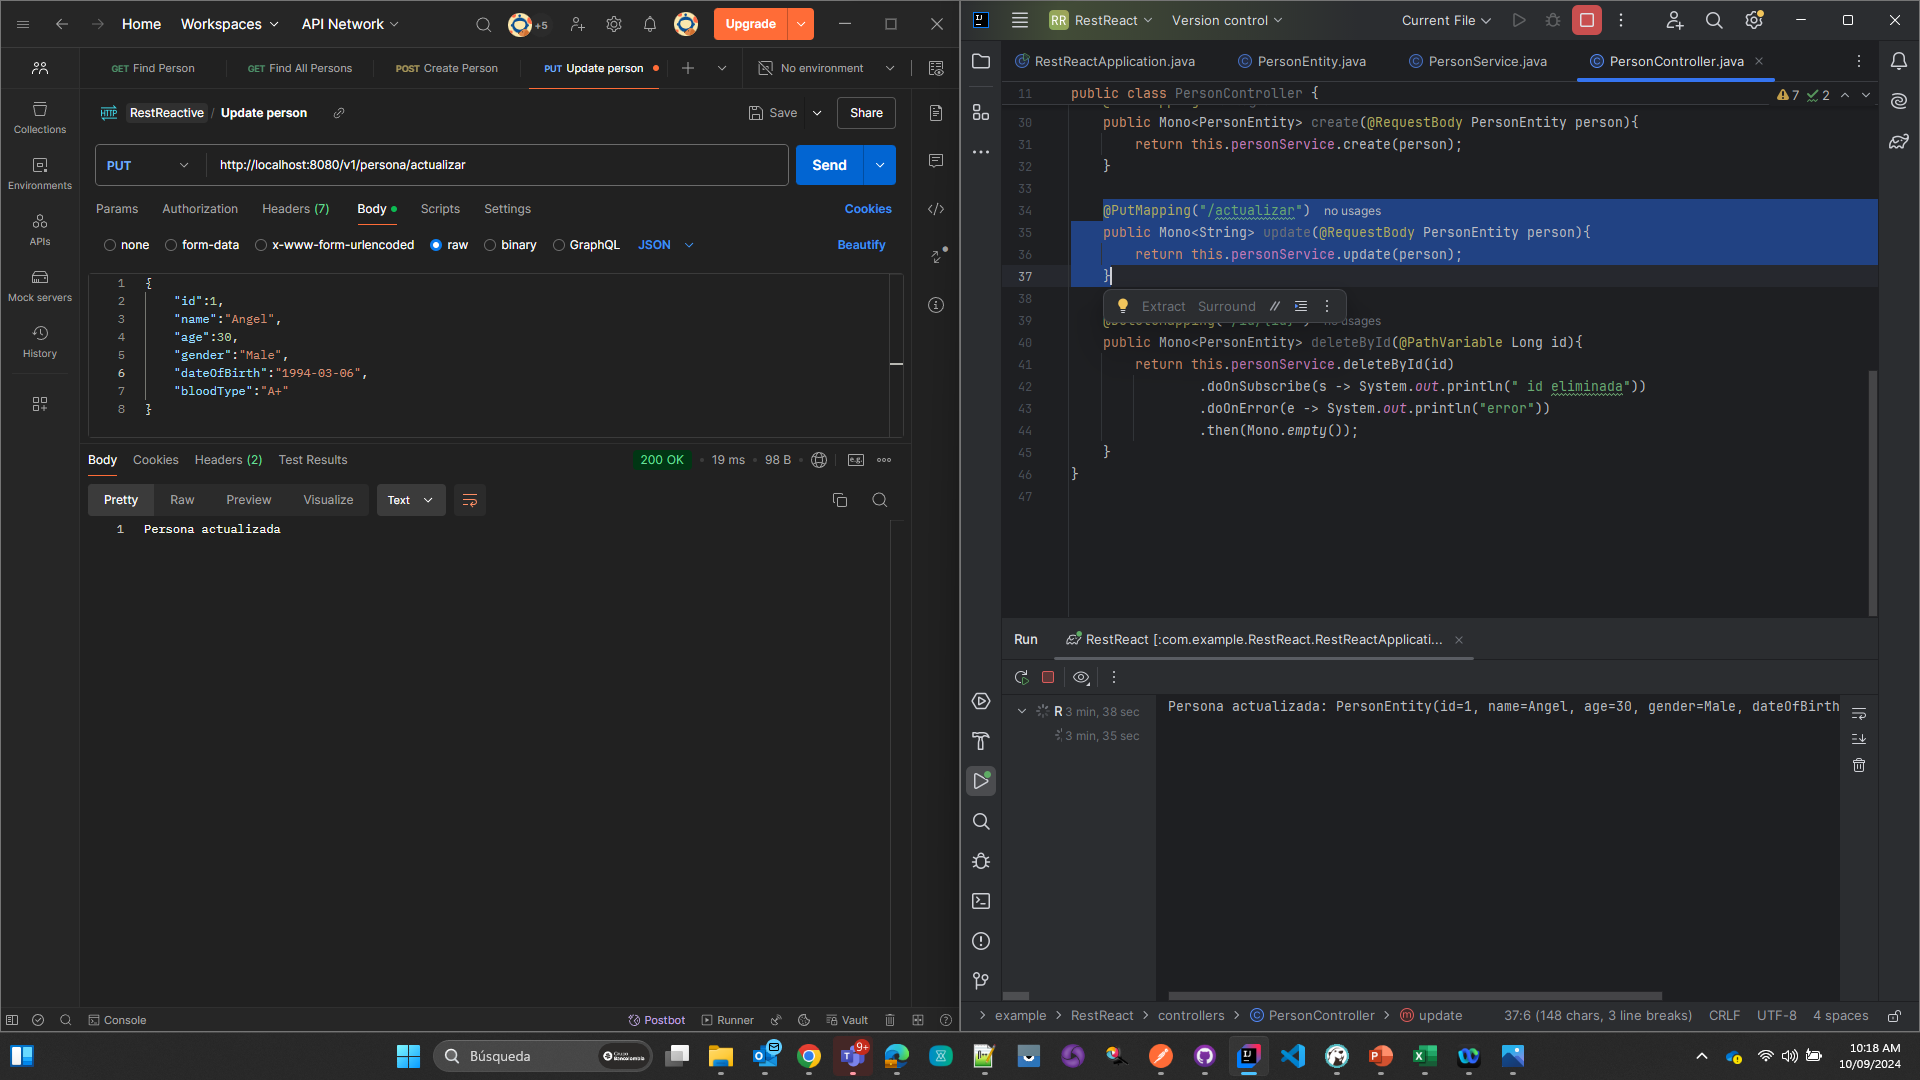 Home Workspaces API Network +5 Upgrade
GET Find Person GET Find All Persons POST Create Person PUT Update person No environment
HTTP RestReactive / Update person Save Share
Collections
Environments
APIs
Mock servers
History
PUT http://localhost:8080/v1/persona/actualizar Send
Params Authorization Headers (7) Body Scripts Settings Cookies
none form-data x-www-form-urlencoded raw binary GraphQL JSON Beautify
1 {
2 "id":1,
3 "name":"Angel",
4 "age":30,
5 "gender":"Male",
6 "dateOfBirth":"1994-03-06",
7 "bloodType":"A+"
8 }
Body Cookies Headers (2) Test Results 200 OK 19 ms 98 B e.g.
Pretty Raw Preview Visualize Text
1 Persona actualizada
Console Postbot Runner Vault
RR RestReact Version control Current File
RestReactApplication.java PersonEntity.java PersonService.java PersonController.java
11 public class PersonController { 7 2
30 public Mono<PersonEntity> create(@RequestBody PersonEntity person){
31 return this.personService.create(person);
32 }
33
34 @PutMapping("/actualizar") no usages
35 public Mono<String> update(@RequestBody PersonEntity person){
36 return this.personService.update(person);
37 }
38
Extract Surround
39 @DeleteMapping("/id/{id}") no usages
40 public Mono<PersonEntity> deleteById(@PathVariable Long id){
41 return this.personService.deleteById(id)
42 .doOnSubscribe(s -> System.out.println(" id eliminada"))
43 .doOnError(e -> System.out.println("error"))
44 .then(Mono.empty());
45 }
46 }
47
Run RestReact [:com.example.RestReact.RestReactApplicati...
R 3 min, 38 sec
3 min, 35 sec
Persona actualizada: PersonEntity(id=1, name=Angel, age=30, gender=Male, dateOfBirth
example RestReact controllers PersonController update 37:6 (148 chars, 3 line breaks) CRLF UTF-8 4 spaces
Búsqueda
9+
10:18 AM
10/09/2024